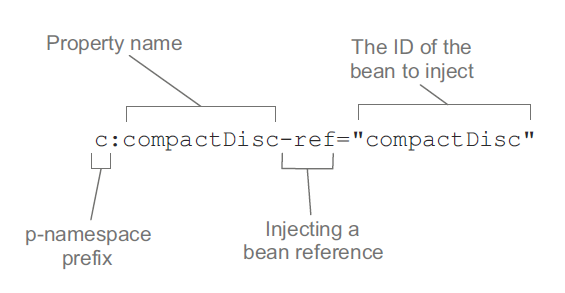 Property name
The ID of the
bean to inject
c:compactDisc-ref="compactDisc"
p-namespace
prefix
Injecting a
bean reference